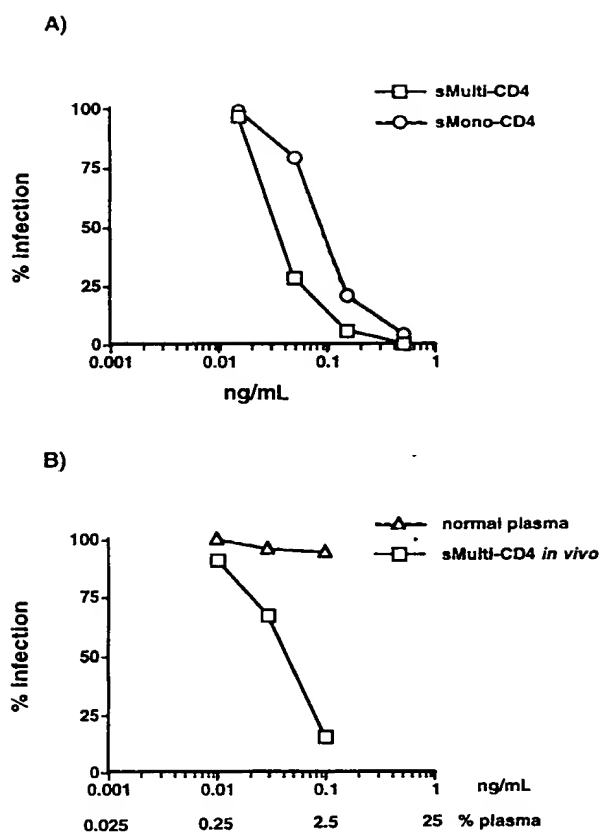 A)
sMulti-CD4
sMono-CD4
100
75
50
25
0
% infection
0.001 0.01 0.1 1
ng/mL
B)
normal plasma
sMulti-CD4 in vivo
100
75
50
25
0
% infection
0.001 0.01 0.1 1 ng/mL
0.025 0.25 2.5 25 % plasma